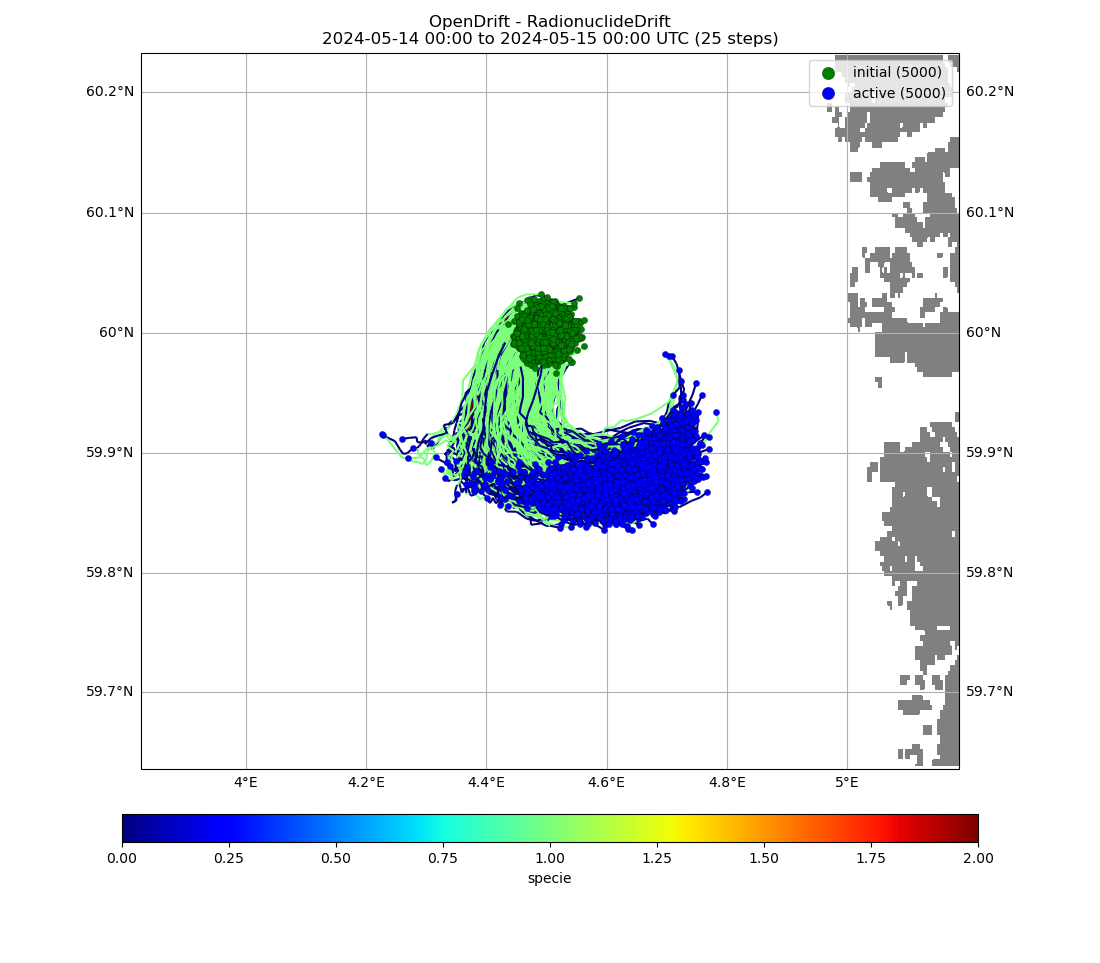 OpenDrift - RadionuclideDrift
2024-05-14 00:00 to 2024-05-15 00:00 UTC (25 steps)
initial (5000)
active (5000)
60.2°N 60.2°N
60.1°N 60.1°N
60°N 60°N
59.9°N 59.9°N
59.8°N 59.8°N
59.7°N 59.7°N
4°E 4.2°E 4.4°E 4.6°E 4.8°E 5°E
0.00 0.25 0.50 0.75 1.00 1.25 1.50 1.75 2.00
specie